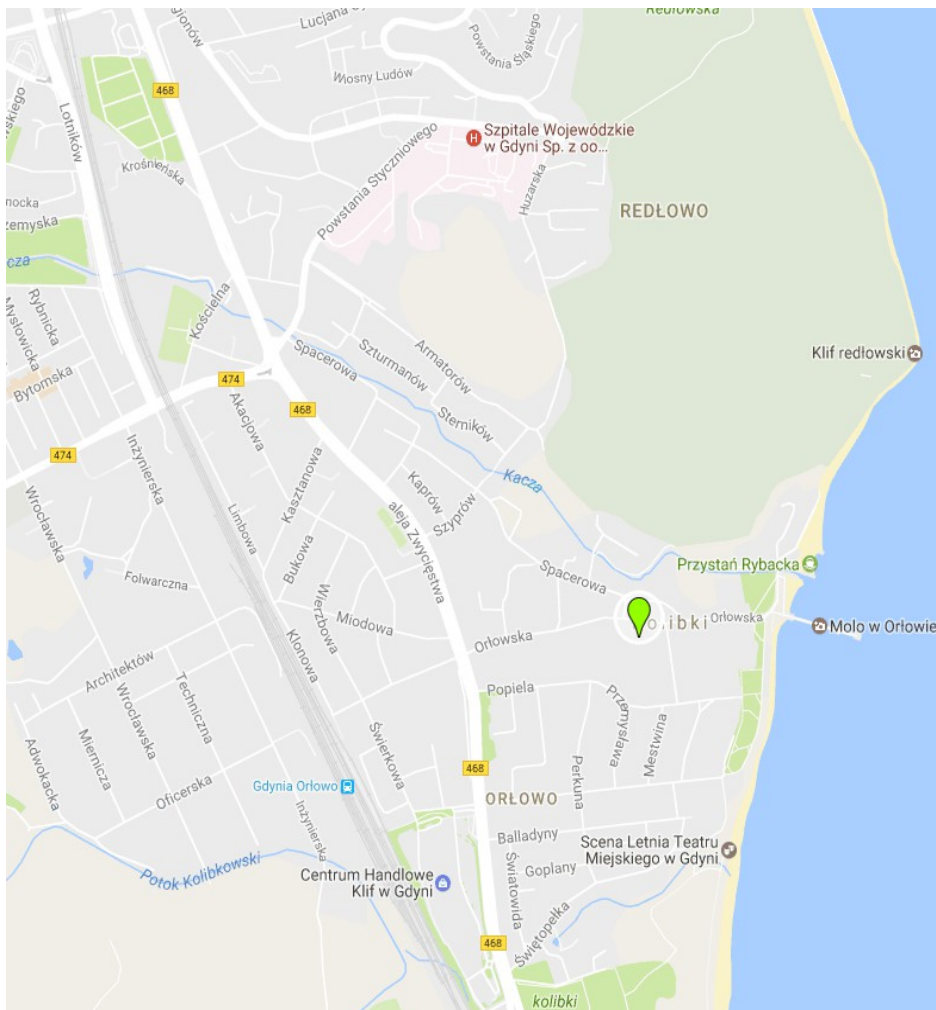 Redłowska
Lucjana
Powstania
Śląskiej
Wiosny Ludów
468
Lotników
Szpitale Wojewódzkie
w Gdyni Sp. z oo...
Powstania Styczniowego
Krośnieńska
Huzarska
REDŁOWO
Rybnicka
Mysłowicka
Kościelna
Bytomska
Spacerowa
Szturmanów
Armatorów
Klif redłowski
474
468
Akacjowa
Sterników
474
Inżynierska
Kasztanowa
Kaprów
Kacza
Wrocławska
Limbowa
aleja Zwycięstwa
Szyprów
Bukowa
Folwarczna
Wierzbowa
Spacerowa
Przystań Rybacka
Miodowa
Orłowska
Orłowska
Molo w Orłowie
Klonowa
Architektów
Techniczna
Wrocławska
Popiela
Przemysława
Mestwina
Świerkowa
Miernicza
Adwokacka
Oficerska
Gdynia Orłowo
468
Perkuna
ORŁOWO
Inżynierska
Balladyny
Scena Letnia Teatru
Miejskiego w Gdyni
Potok Kolibkowski
Centrum Handlowe
Klif w Gdyni
Światowida
Goplany
Świętopełka
468
kolibki